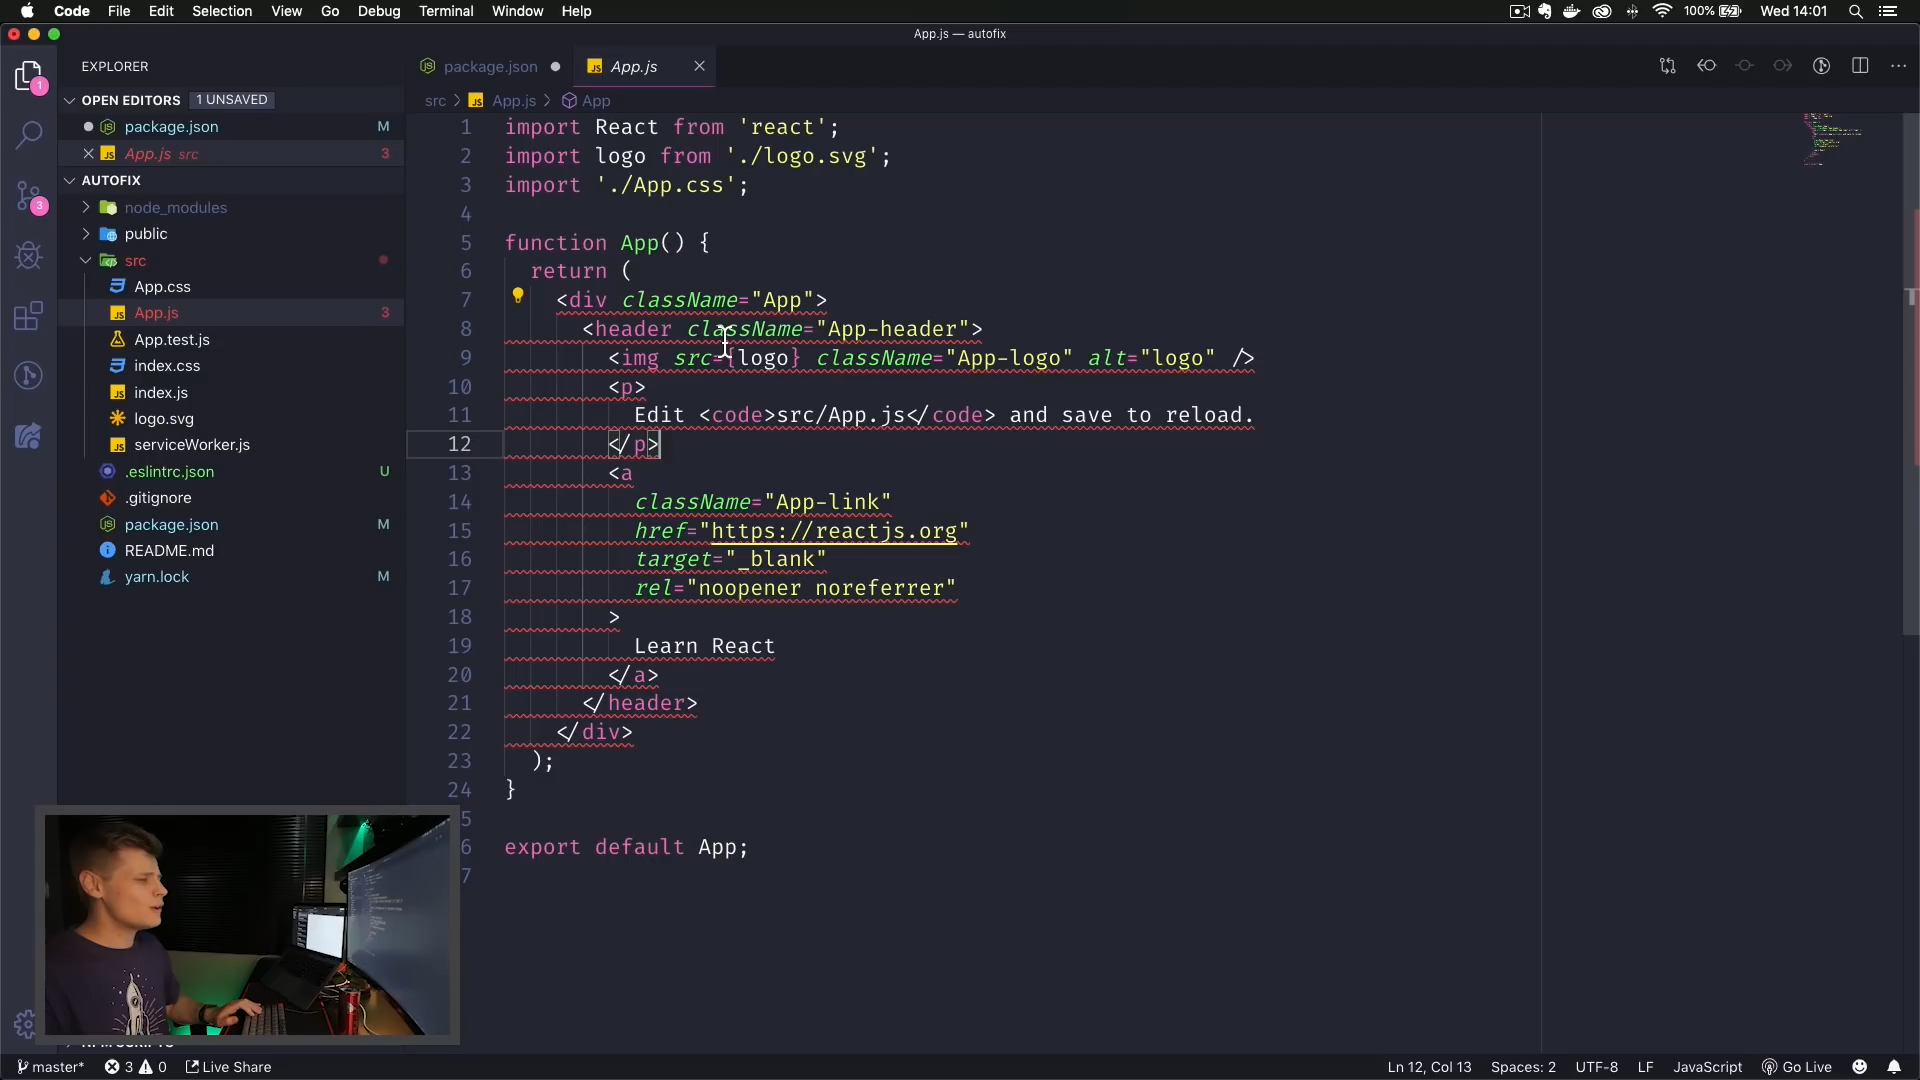 Code File Edit Selection View Go Debug Terminal Window Help
100% Wed 14:01
App.js — autofix
EXPLORER
OPEN EDITORS 1 UNSAVED
package.json M
App.js src 3
AUTOFIX
node_modules
public
src
App.css
App.js 3
App.test.js
index.css
index.js
logo.svg
serviceWorker.js
.eslintrc.json U
.gitignore
package.json M
README.md
yarn.lock M
1
3
package.json
JS App.js
src > JS App.js > App
1 import React from 'react';
2 import logo from './logo.svg';
3 import './App.css';
4
5 function App() {
6 return (
7 <div className="App">
8 <header className="App-header">
9 <img src={logo} className="App-logo" alt="logo" />
10 <p>
11 Edit <code>src/App.js</code> and save to reload.
12 </p>
13 <a
14 className="App-link"
15 href="https://reactjs.org"
16 target="_blank"
17 rel="noopener noreferrer"
18 >
19 Learn React
20 </a>
21 </header>
22 </div>
23 );
24 }
5
6 export default App;
7
master* 3 0 Live Share
Ln 12, Col 13 Spaces: 2 UTF-8 LF JavaScript Go Live